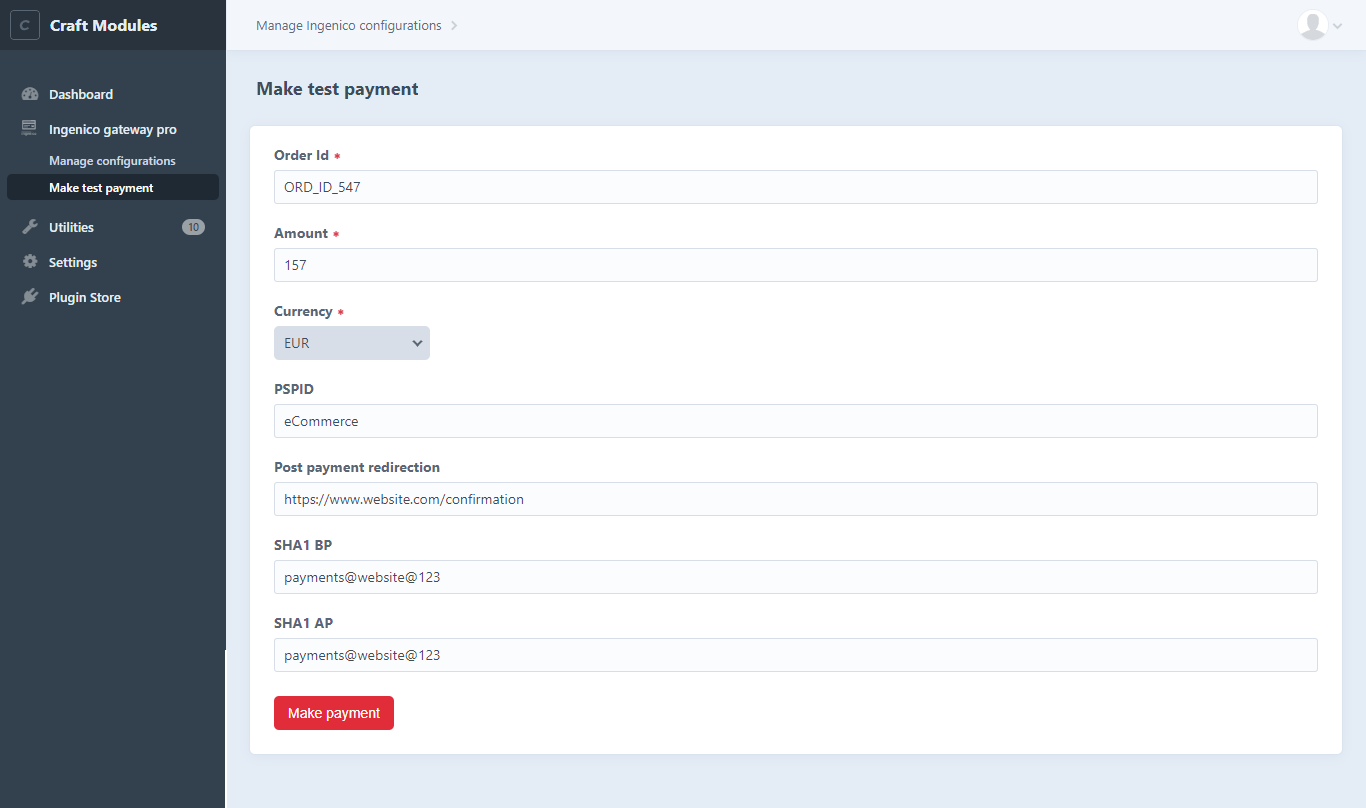 C
Craft Modules
Manage Ingenico configurations
Dashboard
Ingenico gateway pro
Manage configurations
Make test payment
Utilities 10
Settings
Plugin Store
Make test payment
Order Id *
ORD_ID_547
Amount *
157
Currency *
EUR
PSPID
eCommerce
Post payment redirection
https://www.website.com/confirmation
SHA1 BP
payments@website@123
SHA1 AP
payments@website@123
Make payment